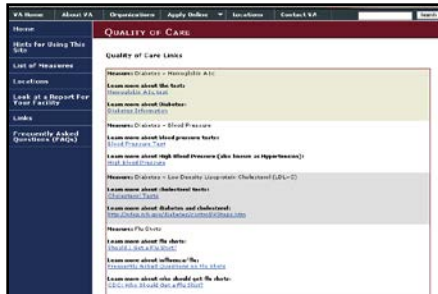 VA Home
About VA
Organizations
Apply Online
Locations
Contact VA
Search
Home
Hints for Using This
Site
List of Measures
Locations
Look at a Report For
Your Facility
Links
Frequently Asked
Questions (FAQs)
QUALITY OF CARE
Quality of Care Links
Measure: Diabetes - Hemoglobin A1c
Learn more about the test:
Hemoglobin A1c test
Learn more about Diabetes:
Diabetes Information
Measure: Diabetes - Blood Pressure
Learn more about blood pressure tests:
Blood Pressure Test
Learn more about High Blood Pressure (also known as Hypertension):
High Blood Pressure
Measure: Diabetes - Low Density Lipoprotein Cholesterol (LDL-C)
Learn more about cholesterol tests:
Cholesterol Tests
Learn more about diabetes and cholesterol:
Measure: Flu Shots
Learn more about flu shots:
Should I Get a Flu Shot?
Learn more about influenza "flu":
Frequently Asked Questions on Flu Shots
Learn more about who should get flu shots:
CDC: Who Should Get a Flu Shot?